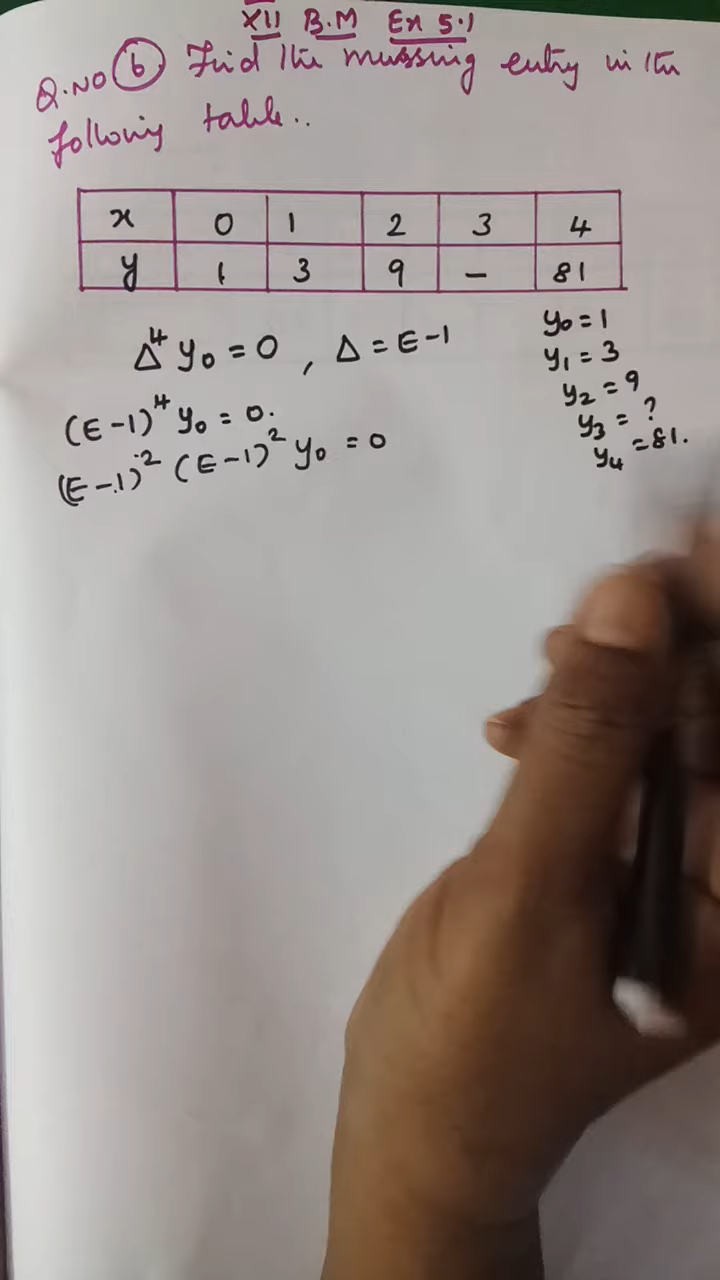 XII B.M Ex 5.1
Q.NO 6 Find the missing entry in the
following table..
x 0 1 2 3 4
y 1 3 9 – 81
Δ⁴ y₀ = 0 , Δ = E-1
(E-1)⁴ y₀ = 0.
(E-1)² (E-1)² y₀ = 0
y₀ = 1
y₁ = 3
y₂ = 9
y₃ = ?
y₄ = 81.